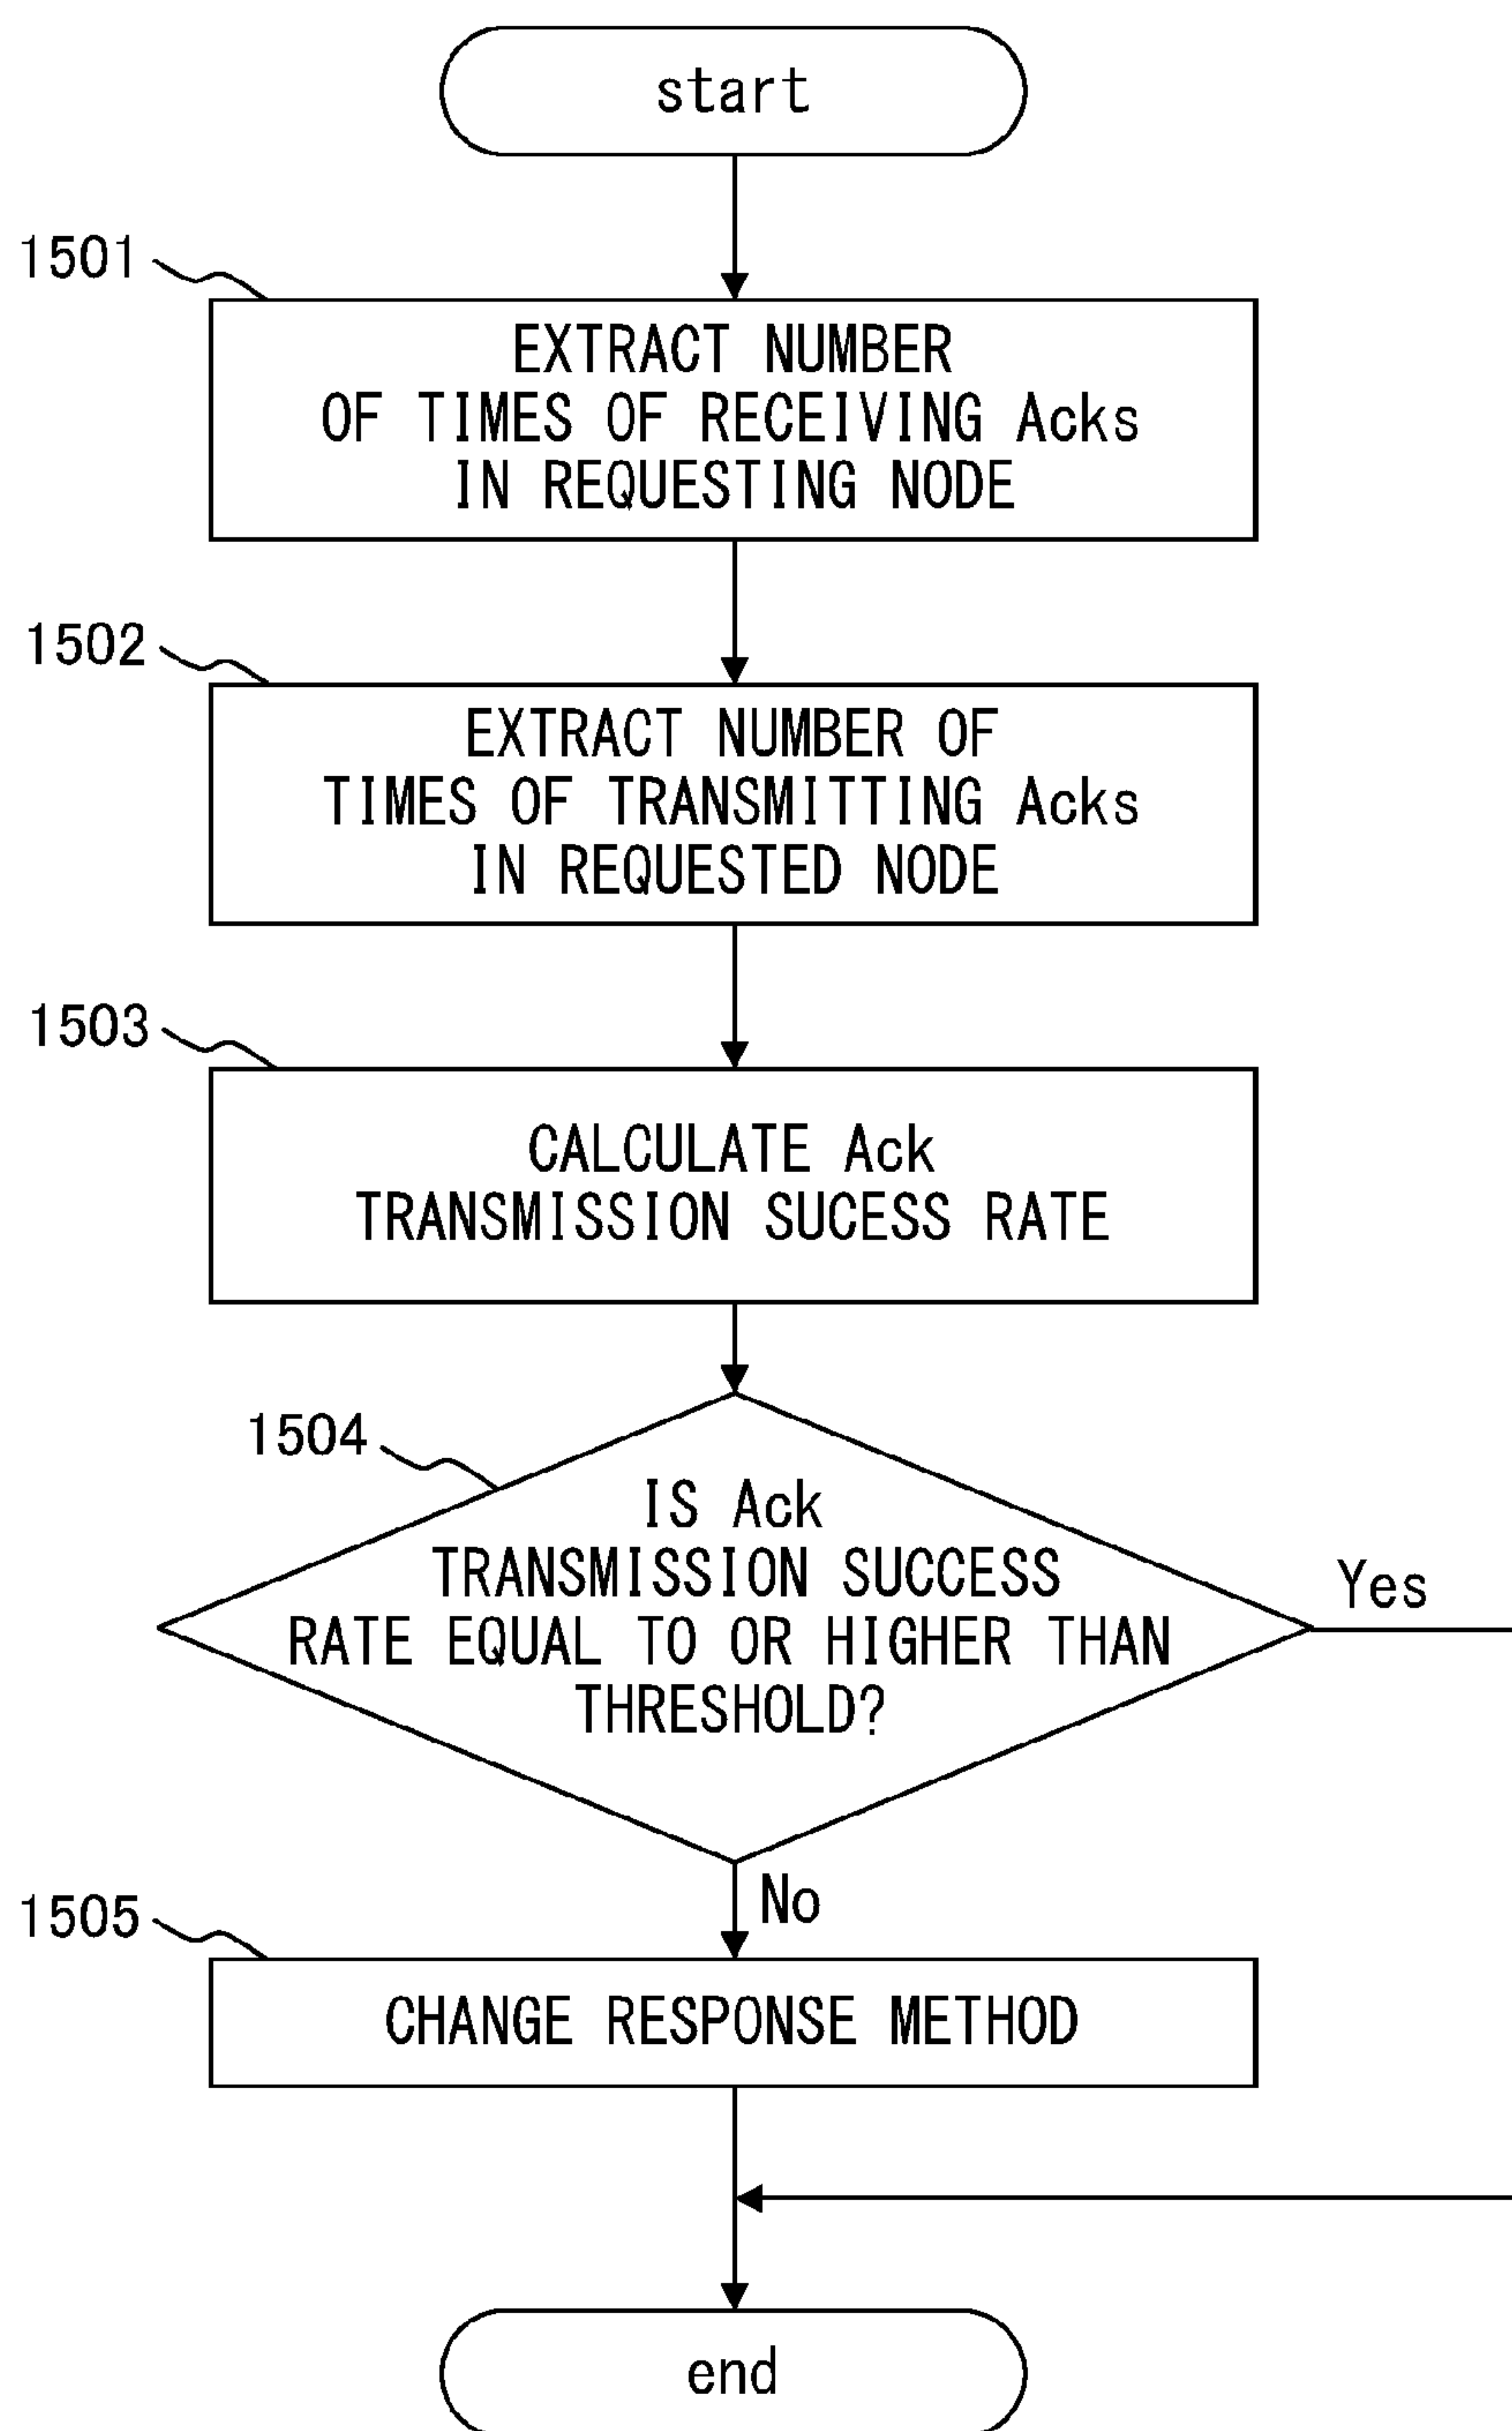 start
1501
EXTRACT NUMBER
OF TIMES OF RECEIVING Acks
IN REQUESTING NODE
1502
EXTRACT NUMBER OF
TIMES OF TRANSMITTING Acks
IN REQUESTED NODE
1503
CALCULATE Ack
TRANSMISSION SUCESS RATE
1504
IS Ack
TRANSMISSION SUCCESS
RATE EQUAL TO OR HIGHER THAN
THRESHOLD?
Yes
No
1505
CHANGE RESPONSE METHOD
end